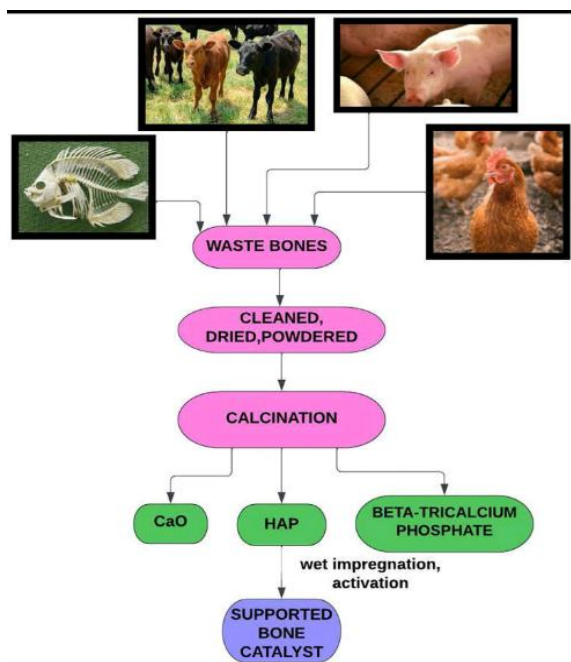 WASTE BONES
CLEANED,
DRIED,POWDERED
CALCINATION
CaO
HAP
BETA-TRICALCIUM
PHOSPHATE
wet impregnation,
activation
SUPPORTED
BONE
CATALYST